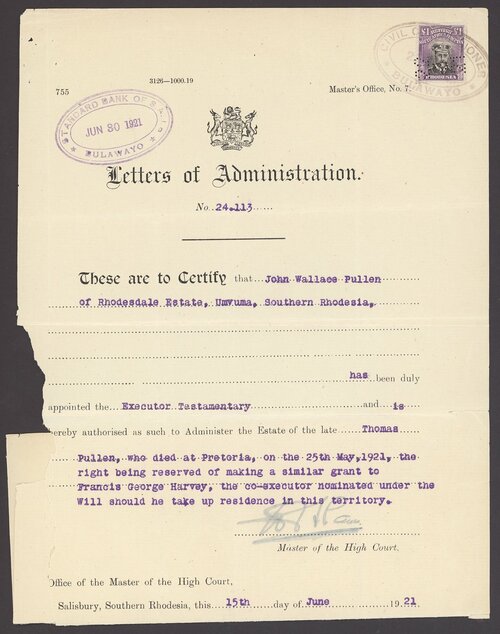 3126—1000.19
755
Master's Office, No. 7.
CIVIL COMMISSIONER
BULAWAYO
£1 £1
RHODESIA
STANDARD BANK OF S.A.
JUN 30 1921
BULAWAYO
Letters of Administration.
No. 24.113
These are to Certify that John Wallace Pullen
of Rhodesdale Estate, Umvuma, Southern Rhodesia,
has been duly
appointed the Executor Testamentary and is
ereby authorised as such to Administer the Estate of the late Thomas
Pullen, who died at Pretoria, on the 25th May, 1921, the
right being reserved of making a similar grant to
Francis George Harvey, the co-executor nominated under the
Will should he take up residence in this territory.
Master of the High Court.
Office of the Master of the High Court,
Salisbury, Southern Rhodesia, this 15th day of June 1921